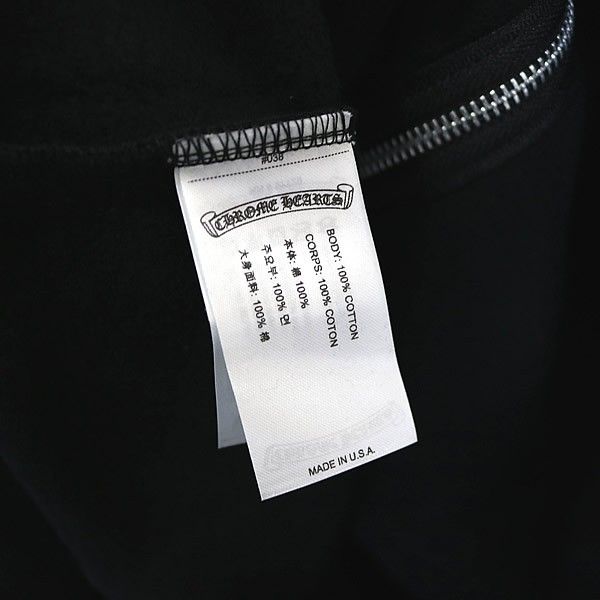 #038
CHROME HEARTS
BODY: 100% COTTON
CORPS: 100% COTON
本体: 綿 100%
주요부: 100% 면
大身面料: 100% 棉
MADE IN U.S.A.